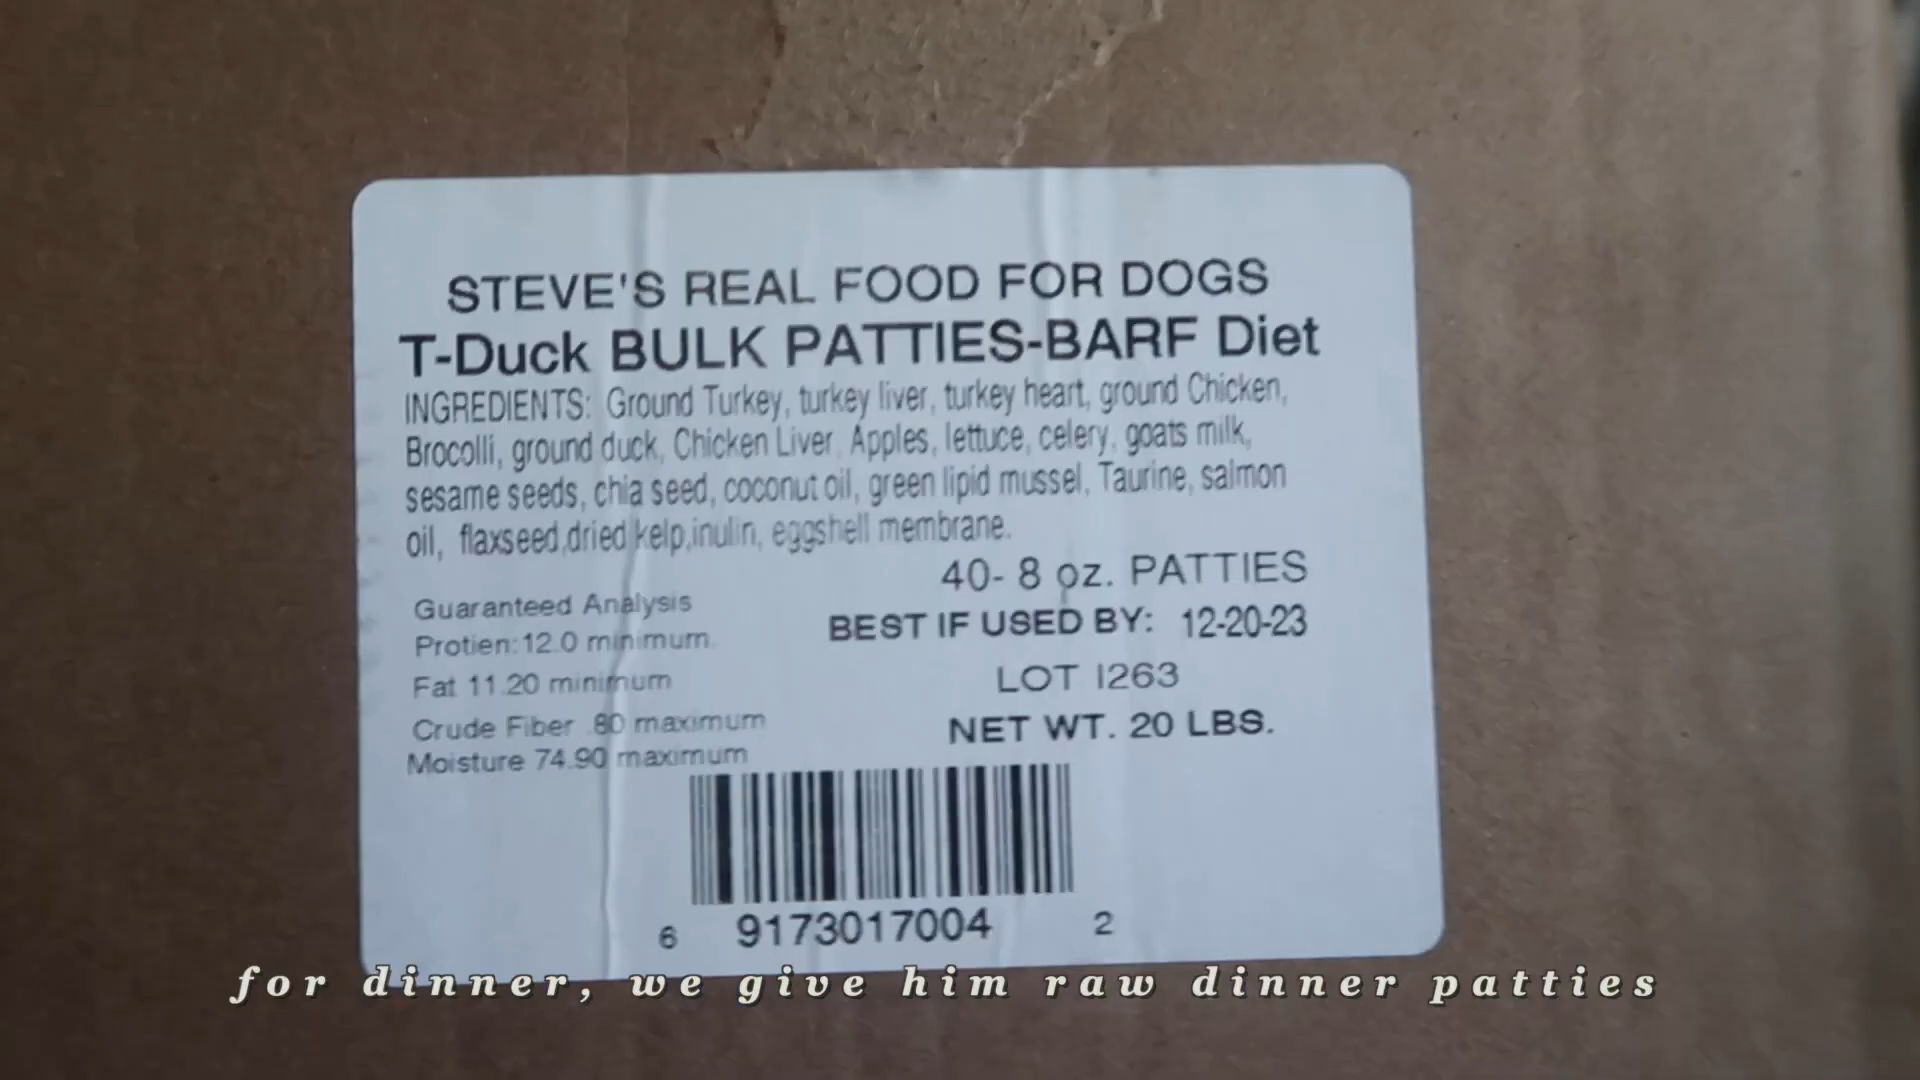 STEVE'S REAL FOOD FOR DOGS
T-Duck BULK PATTIES-BARF Diet
INGREDIENTS: Ground Turkey, turkey liver, turkey heart, ground Chicken,
Brocolli, ground duck, Chicken Liver, Apples, lettuce, celery, goats milk,
sesame seeds, chia seed, coconut oil, green lipid mussel, Taurine, salmon
oil, flaxseed,dried kelp,inulin, eggshell membrane.
40- 8 oz. PATTIES
Guaranteed Analysis
BEST IF USED BY: 12-20-23
Protien:12.0 minimum.
LOT I263
Fat 11.20 minimum
NET WT. 20 LBS.
Crude Fiber .80 maximum
Moisture 74.90 maximum
6 9173017004 2
for dinner, we give him raw dinner patties